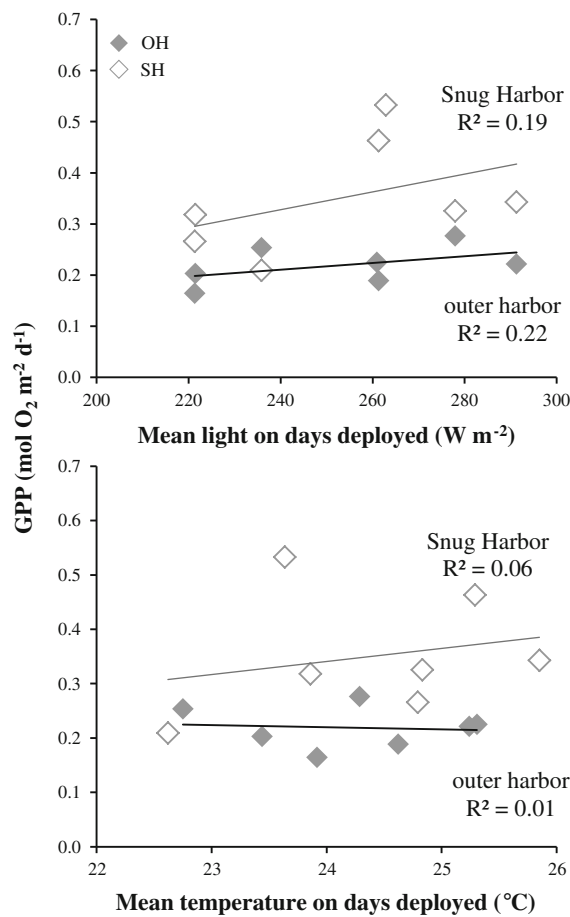 0.7
OH
SH
0.6
Snug Harbor
R² = 0.19
0.5
0.4
0.3
0.2
outer harbor
R² = 0.22
0.1
0.0
200 220 240 260 280 300
Mean light on days deployed (W m⁻²)
GPP (mol O₂ m⁻² d⁻¹)
0.7
0.6
Snug Harbor
R² = 0.06
0.5
0.4
0.3
0.2
outer harbor
R² = 0.01
0.1
0.0
22 23 24 25 26
Mean temperature on days deployed (°C)